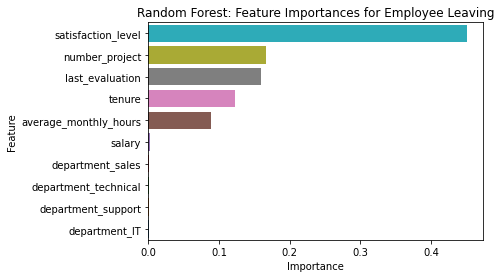 Random Forest: Feature Importances for Employee Leaving
satisfaction_level
number_project
last_evaluation
tenure
average_monthly_hours
salary
department_sales
department_technical
department_support
department_IT
Feature
0.0 0.1 0.2 0.3 0.4
Importance